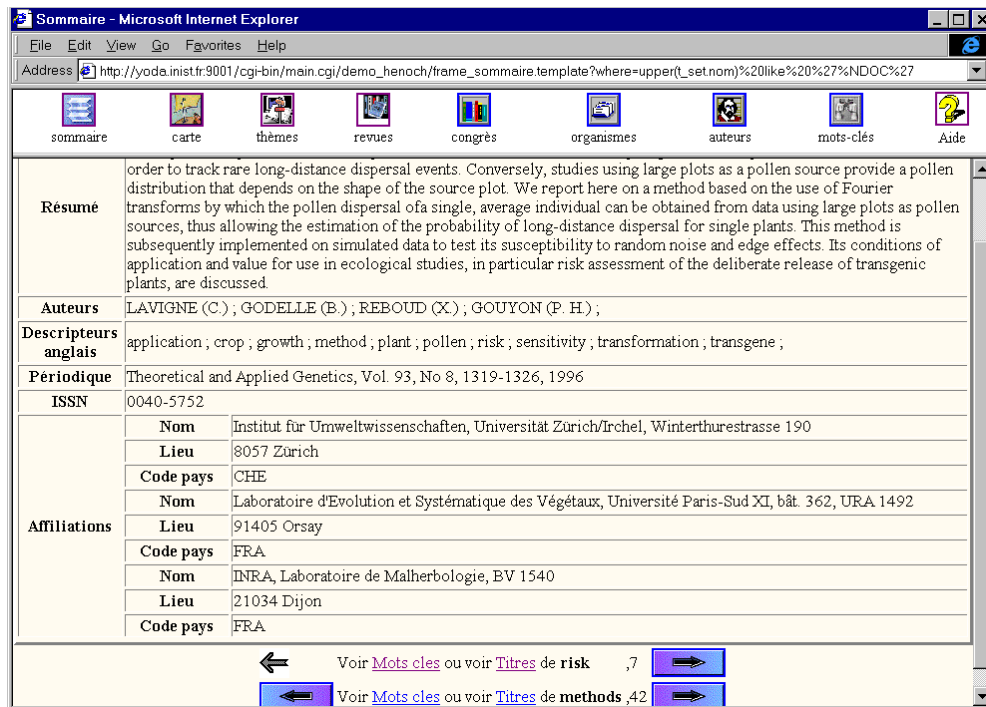 Sommaire - Microsoft Internet Explorer
File Edit View Go Favorites Help
Address http://yoda.inist.fr:9001/cgi-bin/main.cgi/demo_henoch/frame_sommaire.template?where=upper(t_set.nom)%20like%20%27%NDOC%27
sommaire carte thèmes revues congrès organismes auteurs mots-clés Aide
order to track rare long-distance dispersal events. Conversely, studies using large plots as a pollen source provide a pollen
distribution that depends on the shape of the source plot. We report here on a method based on the use of Fourier
Résumé transforms by which the pollen dispersal ofa single, average individual can be obtained from data using large plots as pollen
sources, thus allowing the estimation of the probability of long-distance dispersal for single plants. This method is
subsequently implemented on simulated data to test its susceptibility to random noise and edge effects. Its conditions of
application and value for use in ecological studies, in particular risk assessment of the deliberate release of transgenic
plants, are discussed.
Auteurs LAVIGNE (C.) ; GODELLE (B.) ; REBOUD (X.) ; GOUYON (P. H.) ;
Descripteurs anglais application ; crop ; growth ; method ; plant ; pollen ; risk ; sensitivity ; transformation ; transgene ;
Périodique Theoretical and Applied Genetics, Vol. 93, No 8, 1319-1326, 1996
ISSN 0040-5752
Nom Institut für Umweltwissenschaften, Universität Zürich/Irchel, Winterthurestrasse 190
Lieu 8057 Zürich
Code pays CHE
Nom Laboratoire d'Evolution et Systématique des Végétaux, Université Paris-Sud XI, bât. 362, URA 1492
Affiliations Lieu 91405 Orsay
Code pays FRA
Nom INRA, Laboratoire de Malherbologie, BV 1540
Lieu 21034 Dijon
Code pays FRA
Voir Mots cles ou voir Titres de risk ,7
Voir Mots cles ou voir Titres de methods ,42